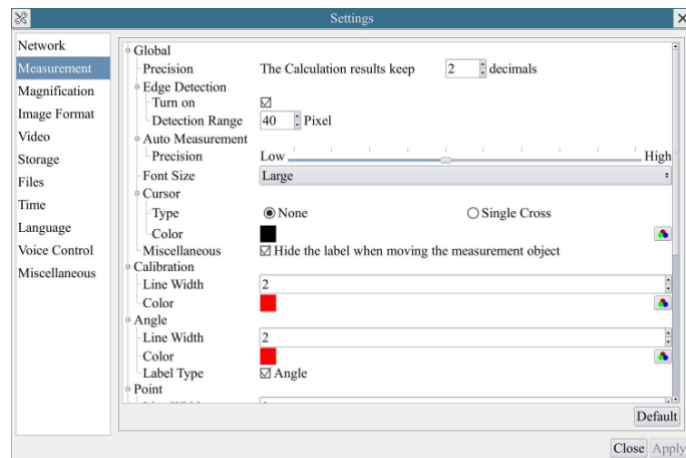 Settings
Network
Measurement
Magnification
Image Format
Video
Storage
Files
Time
Language
Voice Control
Miscellaneous
Global
Precision The Calculation results keep 2 decimals
Edge Detection
Turn on
Detection Range 40 Pixel
Auto Measurement
Precision Low High
Font Size Large
Cursor
Type None Single Cross
Color
Miscellaneous Hide the label when moving the measurement object
Calibration
Line Width 2
Color
Angle
Line Width 2
Color
Label Type Angle
Point
Default
Close Apply